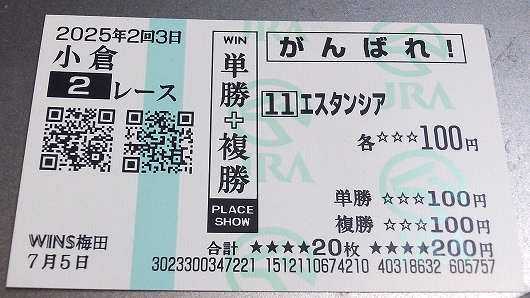 2025年2回3日
小倉
2レース
WINS梅田
7月5日
WIN
単勝+複勝
PLACE
SHOW
がんばれ!
11エスタンシア
各☆☆☆100円
単勝 ☆☆☆100円
複勝 ☆☆☆100円
合計 ★★★★20枚 ★★★★200円
3023300347221 1512110674210 40318632 605757
JRA